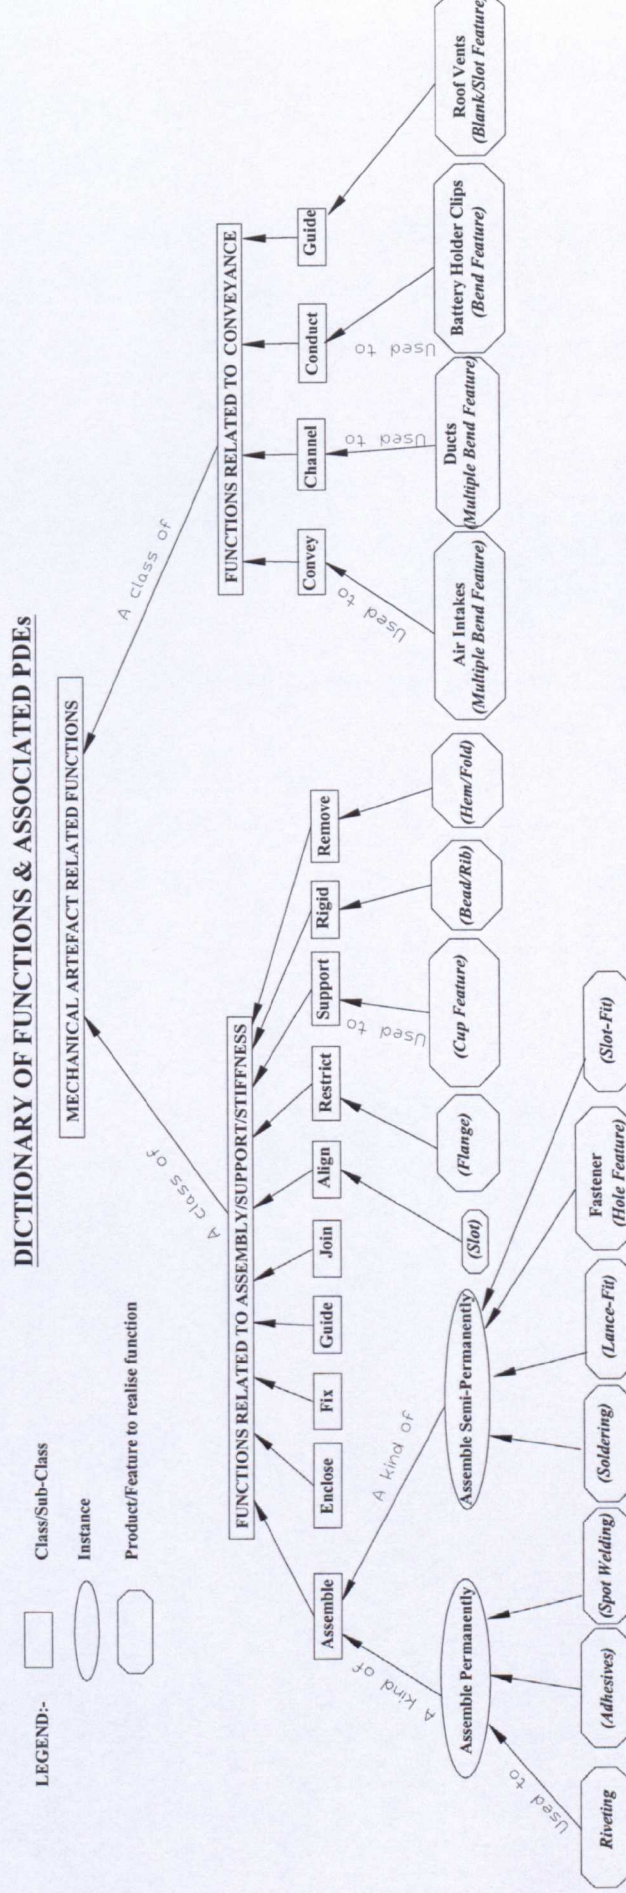 DICTIONARY OF FUNCTIONS & ASSOCIATED PDEs
LEGEND:-
Class/Sub-Class
Instance
Product/Feature to realise function
MECHANICAL ARTEFACT RELATED FUNCTIONS
A class of
A class of
FUNCTIONS RELATED TO ASSEMBLY/SUPPORT/STIFFNESS
FUNCTIONS RELATED TO CONVEYANCE
Assemble
Enclose
Fix
Guide
Join
Align
Restrict
Support
Rigid
Remove
Convey
Channel
Conduct
Guide
A kind of
A kind of
Used to
Used to
Used to
Used to
Assemble Permanently
Assemble Semi-Permanently
(Slot)
(Flange)
(Cup Feature)
(Bead/Rib)
(Hem/Fold)
Air Intakes
(Multiple Bend Feature)
Ducts
(Multiple Bend Feature)
Battery Holder Clips
(Bend Feature)
Roof Vents
(Blank/Slot Feature)
Used to
Riveting
(Adhesives)
(Spot Welding)
(Soldering)
(Lance-Fit)
Fastener
(Hole Feature)
(Slot-Fit)